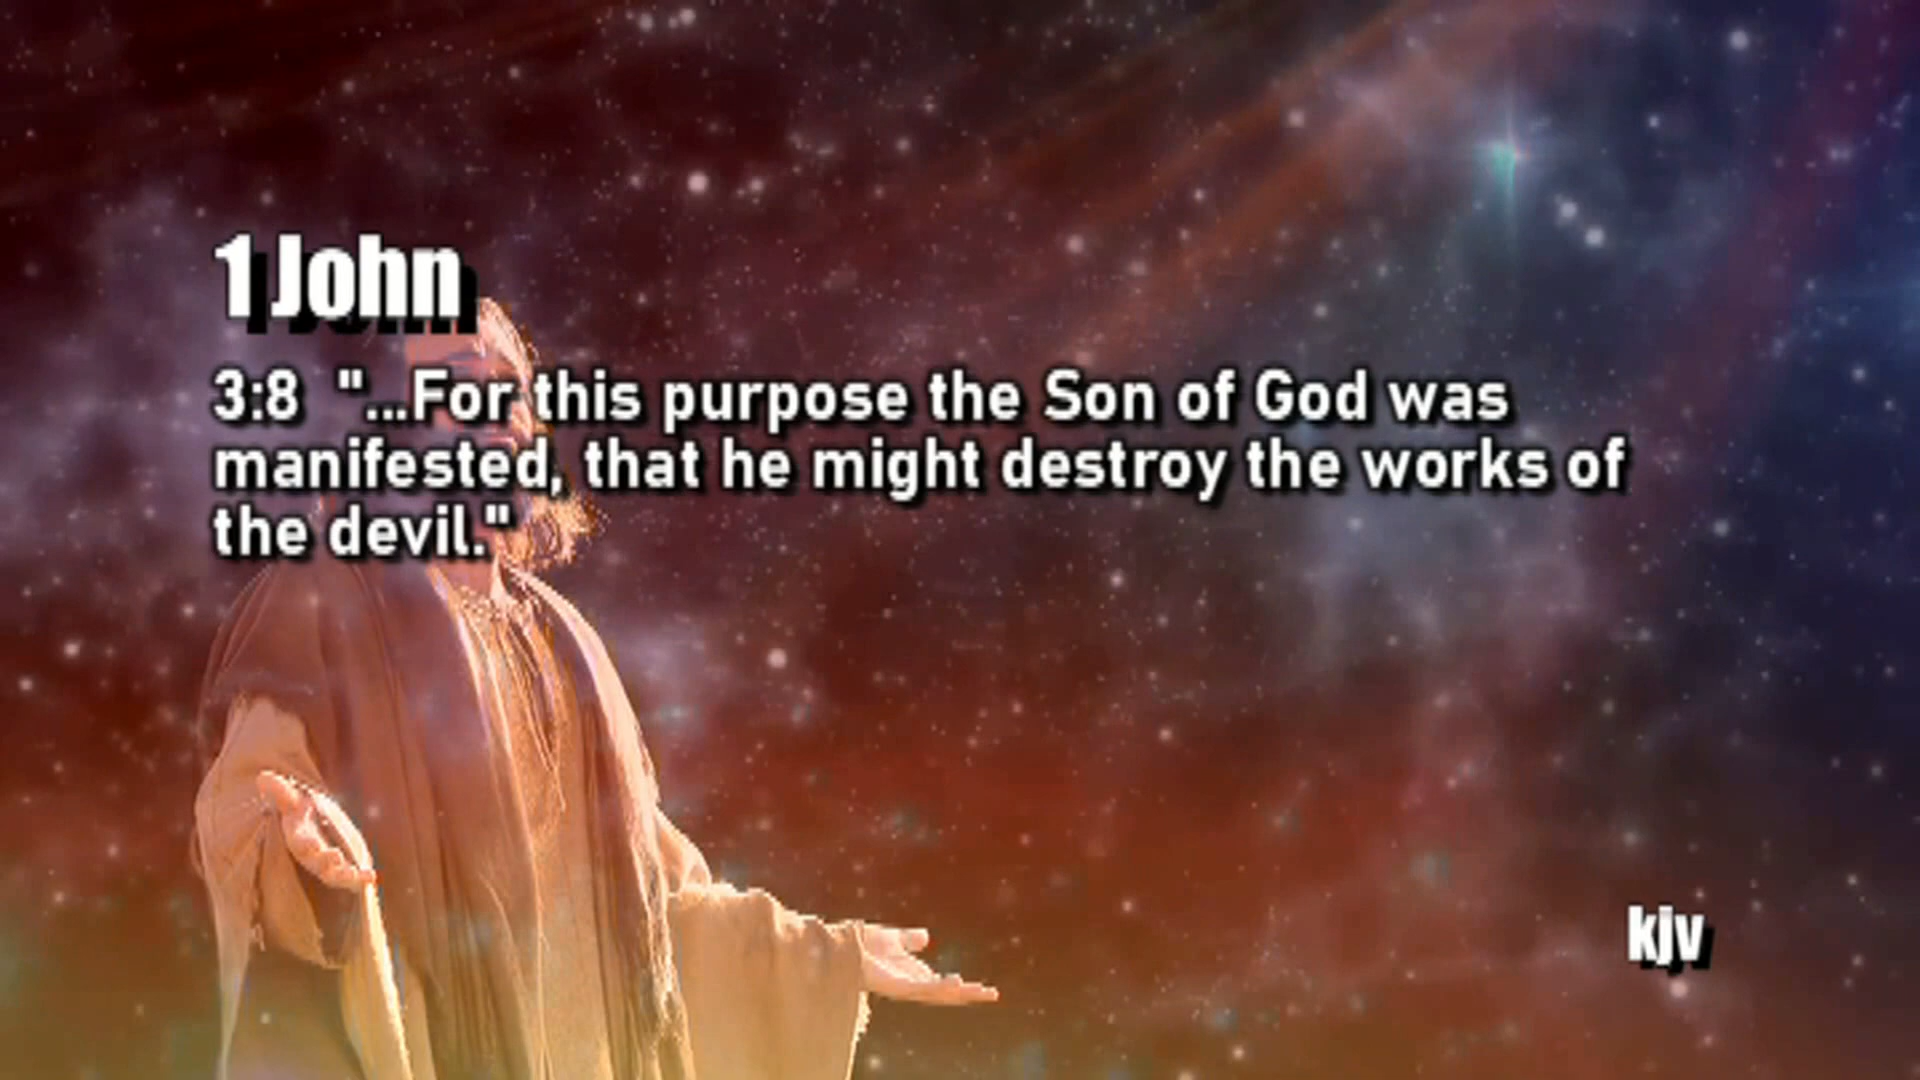 1 John
3:8 "...For this purpose the Son of God was
manifested, that he might destroy the works of
the devil."
kjv